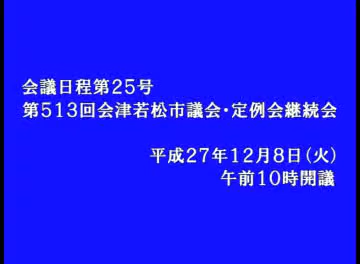 会議日程第25号
第513回会津若松市議会・定例会継続会
平成27年12月8日(火)
午前10時開議